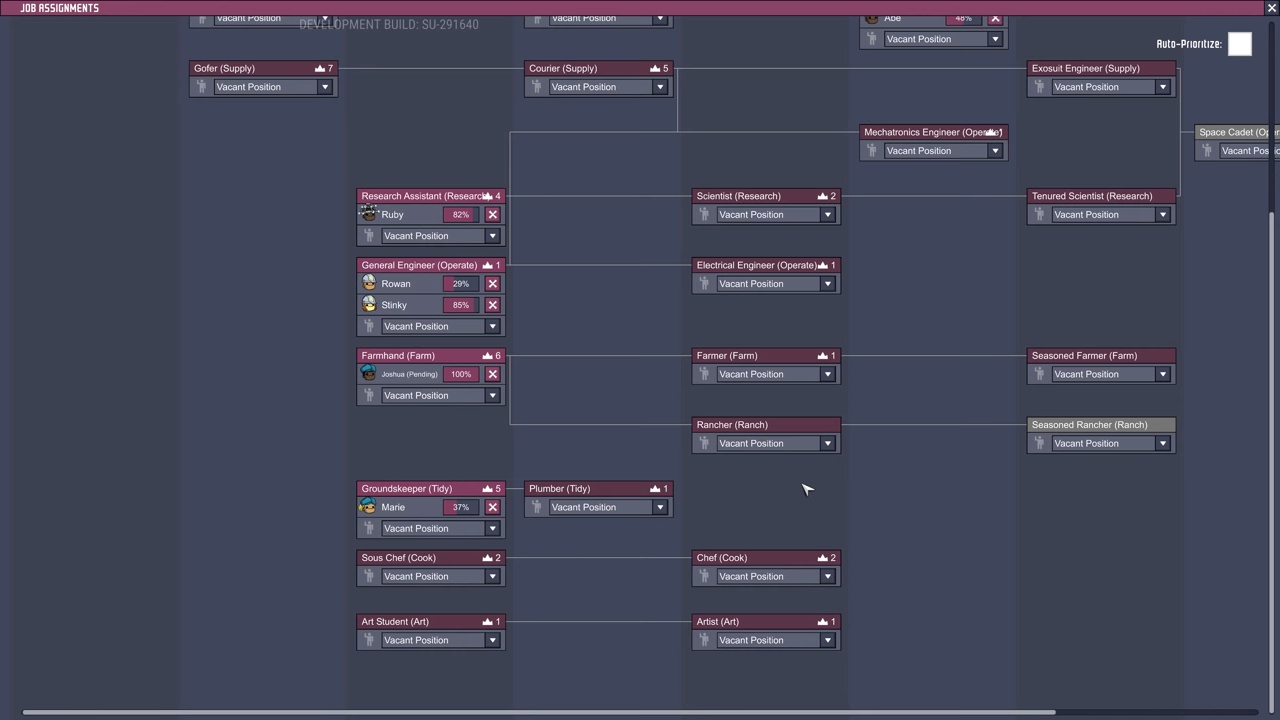 JOB ASSIGNMENTS
DEVELOPMENT BUILD: SU-291640
Vacant Position
Vacant Position
Abe 48%
Vacant Position
Auto-Prioritize:
Gofer (Supply) 7
Vacant Position
Courier (Supply) 5
Vacant Position
Exosuit Engineer (Supply)
Vacant Position
Mechatronics Engineer (Operate) 1
Vacant Position
Space Cadet (Oper
Vacant Posi
Research Assistant (Research 4
Ruby 82%
Vacant Position
Scientist (Research) 2
Vacant Position
Tenured Scientist (Research)
Vacant Position
General Engineer (Operate) 1
Rowan 29%
Stinky 85%
Vacant Position
Electrical Engineer (Operate) 1
Vacant Position
Farmhand (Farm) 6
Joshua (Pending) 100%
Vacant Position
Farmer (Farm) 1
Vacant Position
Seasoned Farmer (Farm)
Vacant Position
Rancher (Ranch)
Vacant Position
Seasoned Rancher (Ranch)
Vacant Position
Groundskeeper (Tidy) 5
Marie 37%
Vacant Position
Plumber (Tidy) 1
Vacant Position
Sous Chef (Cook) 2
Vacant Position
Chef (Cook) 2
Vacant Position
Art Student (Art) 1
Vacant Position
Artist (Art) 1
Vacant Position